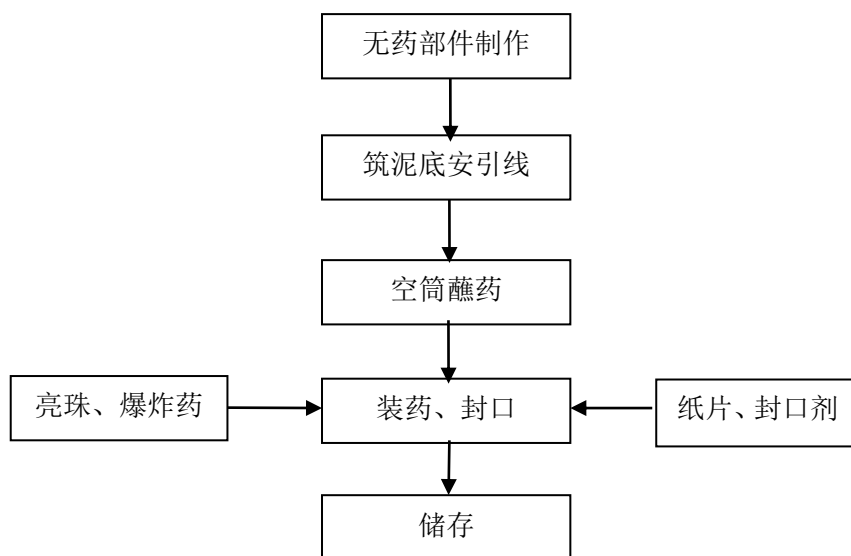 无药部件制作
筑泥底安引线
空筒蘸药
亮珠、爆炸药
装药、封口
纸片、封口剂
储存